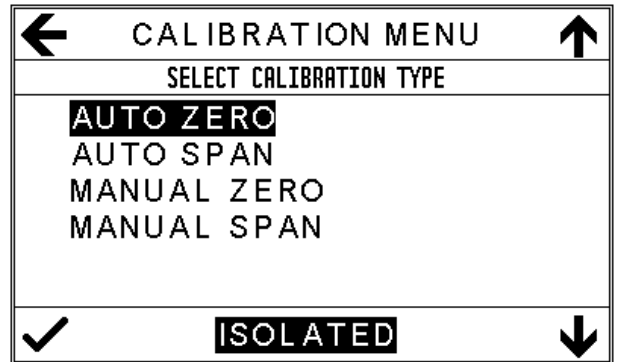 CALIBRATION MENU
SELECT CALIBRATION TYPE
AUTO ZERO
AUTO SPAN
MANUAL ZERO
MANUAL SPAN
ISOLATED